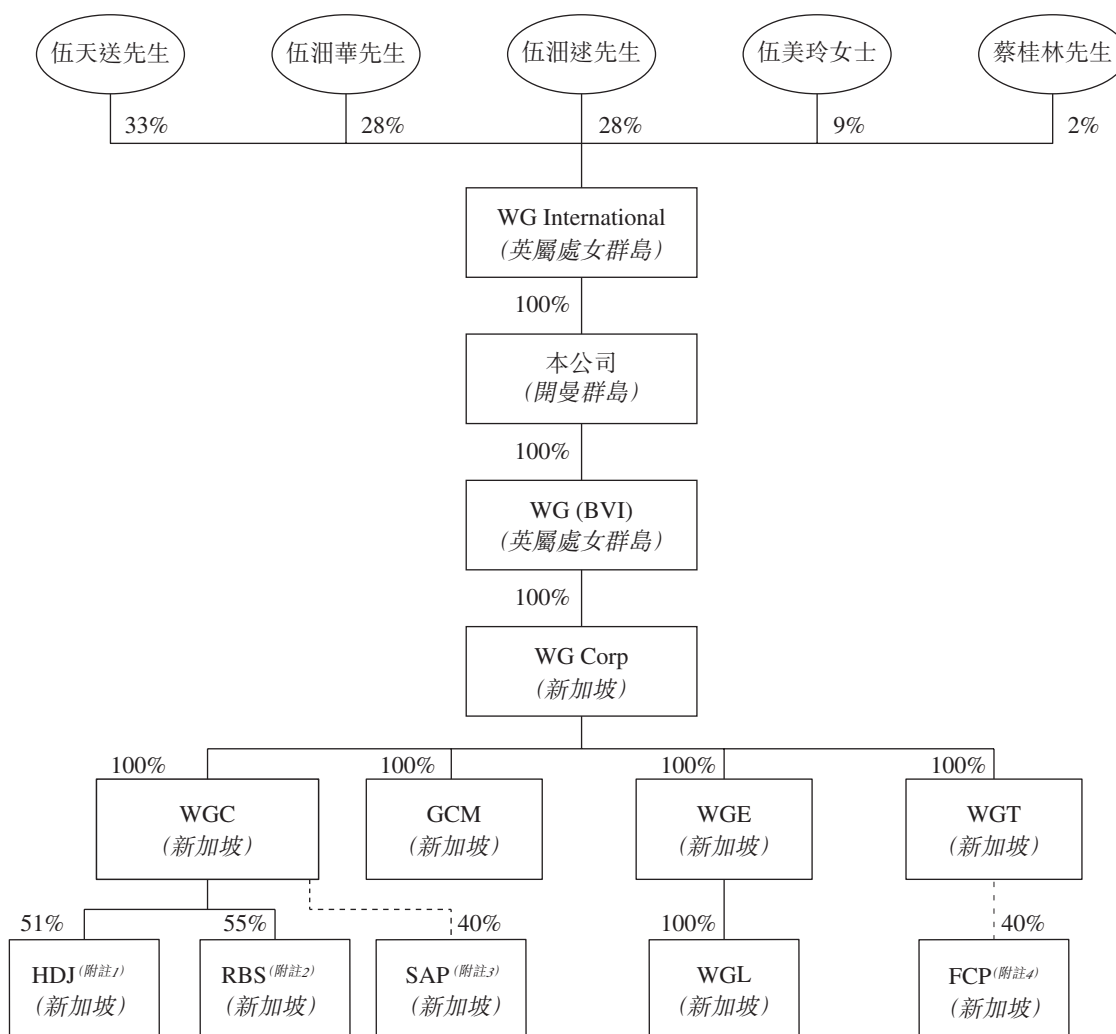 伍天送先生
伍沺華先生
伍沺逑先生
伍美玲女士
蔡桂林先生
33%
28%
28%
9%
2%
WG International
(英屬處女群島)
100%
本公司
(開曼群島)
100%
WG (BVI)
(英屬處女群島)
100%
WG Corp
(新加坡)
100%
100%
100%
100%
WGC
(新加坡)
GCM
(新加坡)
WGE
(新加坡)
WGT
(新加坡)
51%
55%
40%
100%
40%
HDJ(附註1)
(新加坡)
RBS(附註2)
(新加坡)
SAP(附註3)
(新加坡)
WGL
(新加坡)
FCP(附註4)
(新加坡)